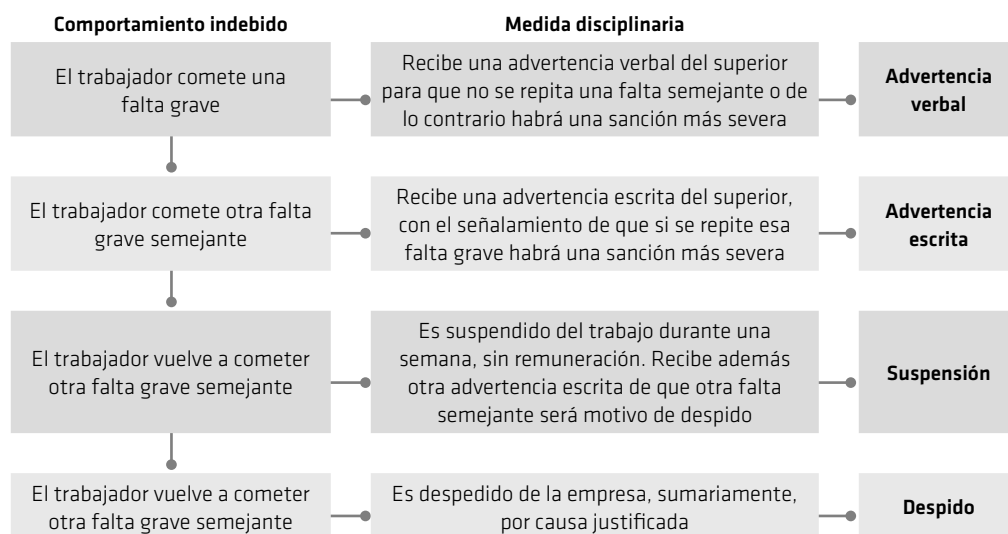 Comportamiento indebido
Medida disciplinaria
El trabajador comete una
falta grave
Recibe una advertencia verbal del superior
para que no se repita una falta semejante o de
lo contrario habrá una sanción más severa
Advertencia
verbal
El trabajador comete otra falta
grave semejante
Recibe una advertencia escrita del superior,
con el señalamiento de que si se repite esa
falta grave habrá una sanción más severa
Advertencia
escrita
El trabajador vuelve a cometer
otra falta grave semejante
Es suspendido del trabajo durante una
semana, sin remuneración. Recibe además
otra advertencia escrita de que otra falta
semejante será motivo de despido
Suspensión
El trabajador vuelve a cometer
otra falta grave semejante
Es despedido de la empresa, sumariamente,
por causa justificada
Despido